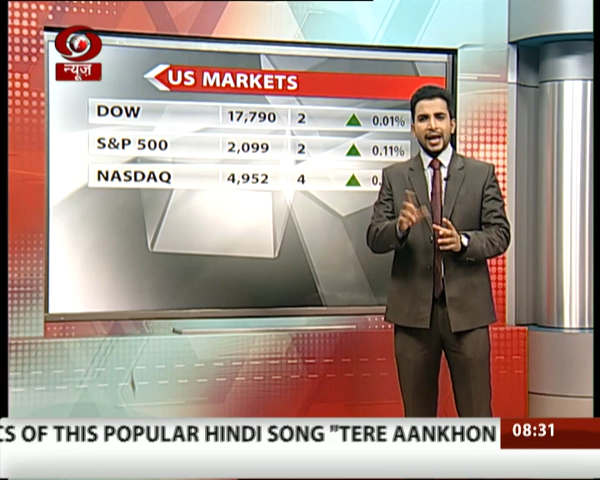 न्यूज़
US MARKETS
DOW 17,790 2 0.01%
S&P 500 2,099 2 0.11%
NASDAQ 4,952 4 0.
CS OF THIS POPULAR HINDI SONG "TERE AANKHON 08:31